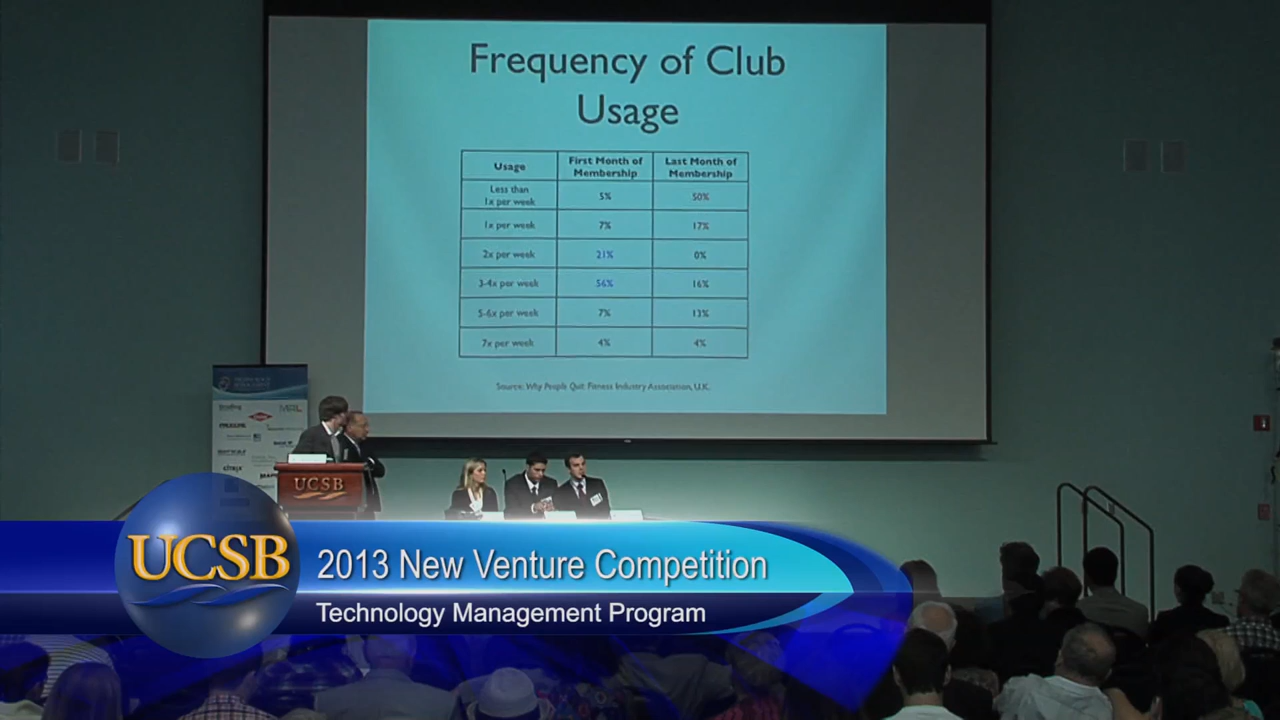 Frequency of Club
Usage
Usage
First Month of
Membership
Last Month of
Membership
Less than
1x per week
5%
50%
1x per week
7%
17%
2x per week
21%
0%
3-4x per week
56%
16%
5-6x per week
7%
13%
7x per week
4%
4%
Source: Why People Quit: Fitness Industry Association, U.K.
CITRIX
UCSB
UCSB
2013 New Venture Competition
Technology Management Program